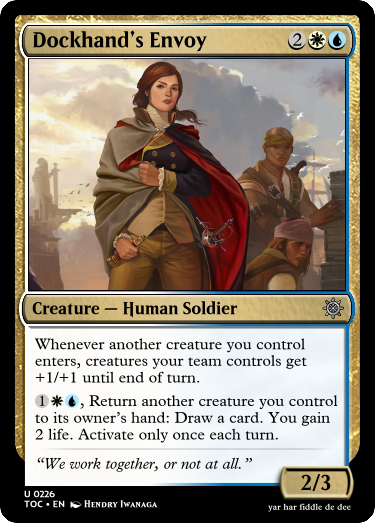 Dockhand's Envoy 2
Creature — Human Soldier
Whenever another creature you control
enters, creatures your team controls get
+1/+1 until end of turn.
1, Return another creature you control
to its owner's hand: Draw a card. You gain
2 life. Activate only once each turn.
“We work together, or not at all.”
2/3
U 0226
TOC • EN Hendry Iwanaga
yar har fiddle de dee